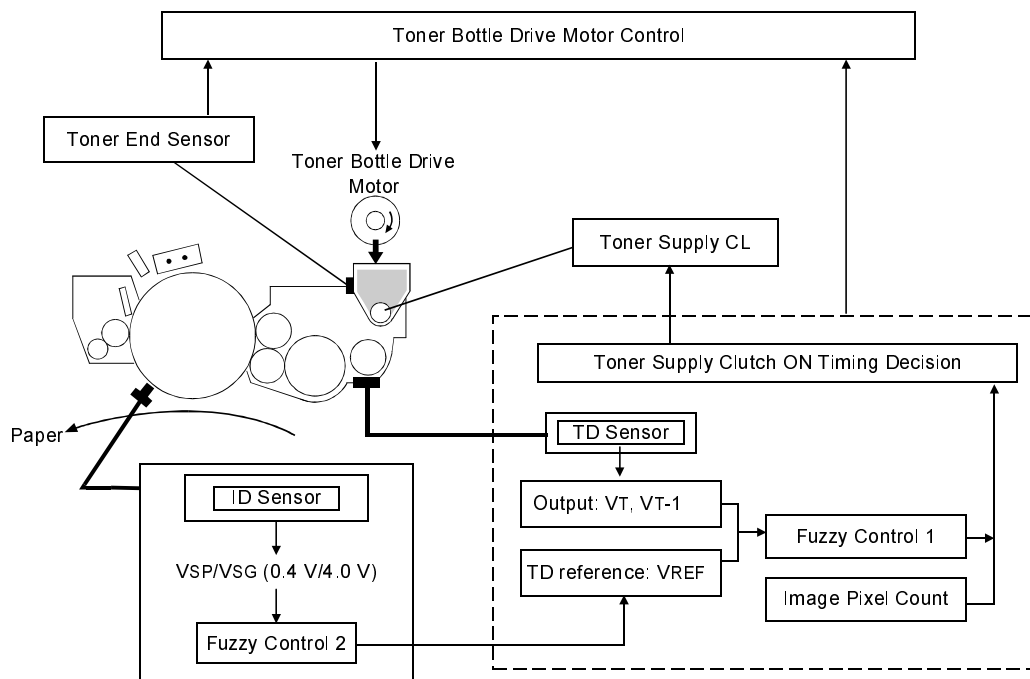 Toner Bottle Drive Motor Control
Toner End Sensor
Toner Bottle Drive
Motor
Toner Supply CL
Toner Supply Clutch ON Timing Decision
Paper
TD Sensor
ID Sensor
Output: VT, VT-1
Fuzzy Control 1
VSP/VSG (0.4 V/4.0 V)
TD reference: VREF
Image Pixel Count
Fuzzy Control 2